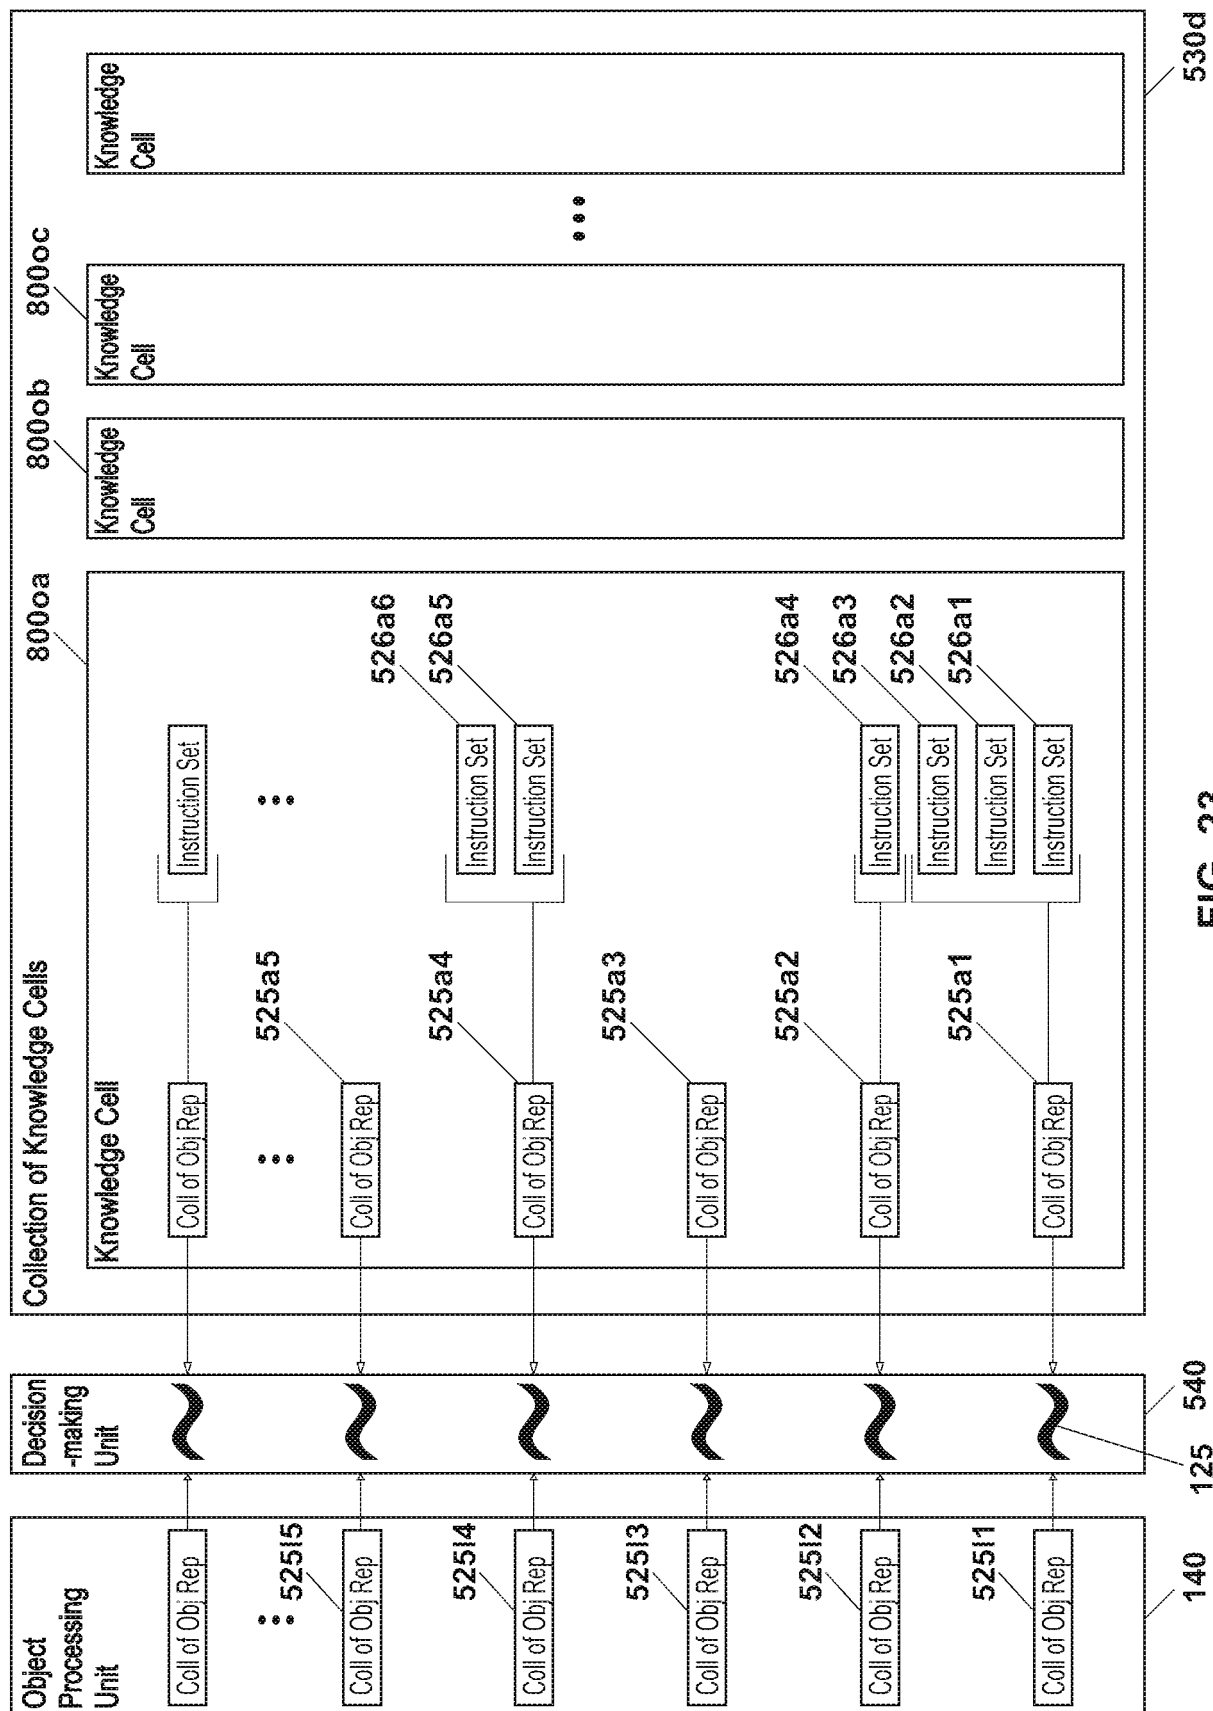 Object
Processing
Unit
Decision
-making
Unit
Collection of Knowledge Cells
800oa
800ob
800oc
Knowledge Cell
Knowledge
Cell
Knowledge
Cell
Knowledge
Cell
Coll of Obj Rep
Coll of Obj Rep
Instruction Set
•••
•••
•••
525l5
525a5
Coll of Obj Rep
Coll of Obj Rep
526a6
Instruction Set
525l4
525a4
526a5
Coll of Obj Rep
Coll of Obj Rep
Instruction Set
•••
525l3
525a3
Coll of Obj Rep
Coll of Obj Rep
525l2
525a2
526a4
Coll of Obj Rep
Coll of Obj Rep
Instruction Set
526a3
Instruction Set
526a2
Instruction Set
525l1
525a1
526a1
Coll of Obj Rep
Coll of Obj Rep
Instruction Set
140
125
540
530d
FIG.